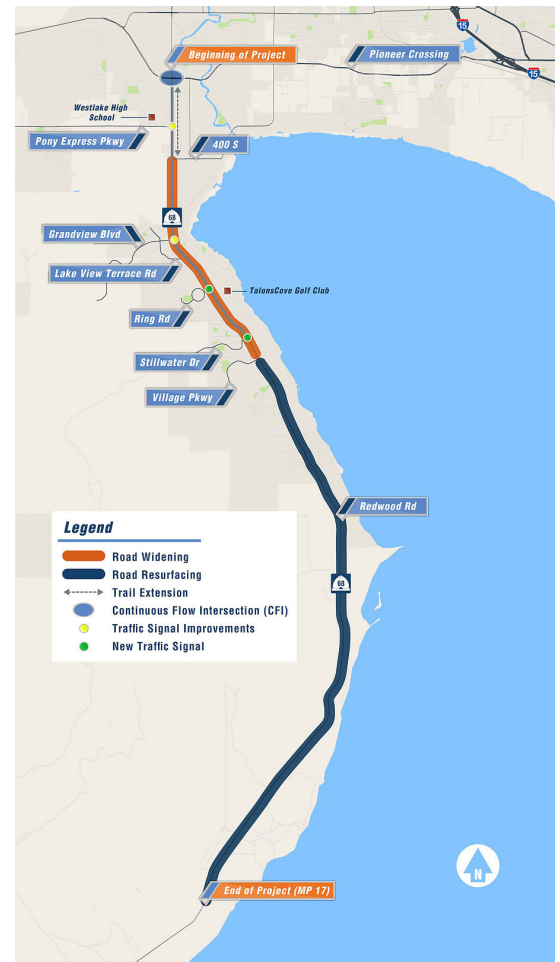 Beginning of Project
Pioneer Crossing
15
15
Westlake High
School
Pony Express Pkwy
400 S
68
Grandview Blvd
Lake View Terrace Rd
TalonsCove Golf Club
Ring Rd
Stillwater Dr
Village Pkwy
Redwood Rd
Legend
Road Widening
Road Resurfacing
Trail Extension
Continuous Flow Intersection (CFI)
Traffic Signal Improvements
New Traffic Signal
68
N
End of Project (MP 17)